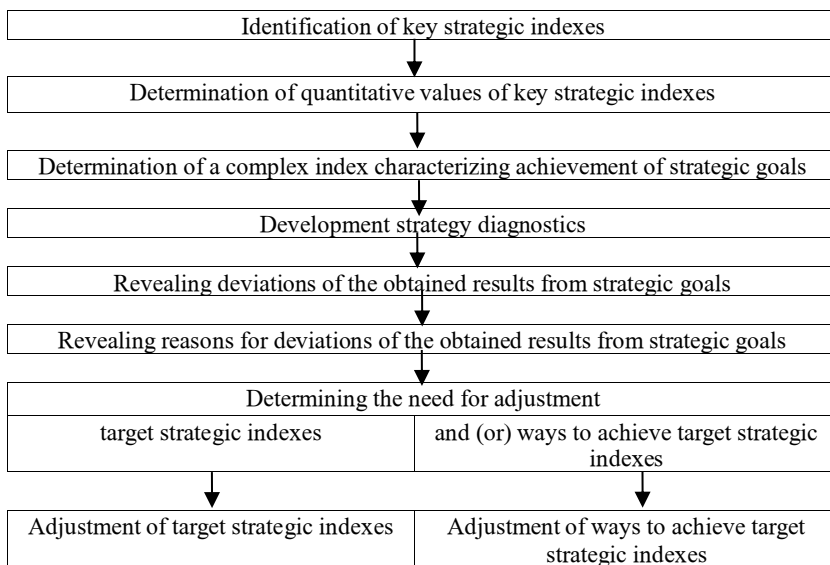 Identification of key strategic indexes
Determination of quantitative values of key strategic indexes
Determination of a complex index characterizing achievement of strategic goals
Development strategy diagnostics
Revealing deviations of the obtained results from strategic goals
Revealing reasons for deviations of the obtained results from strategic goals
Determining the need for adjustment
target strategic indexes
and (or) ways to achieve target strategic
indexes
Adjustment of target strategic indexes
Adjustment of ways to achieve target
strategic indexes